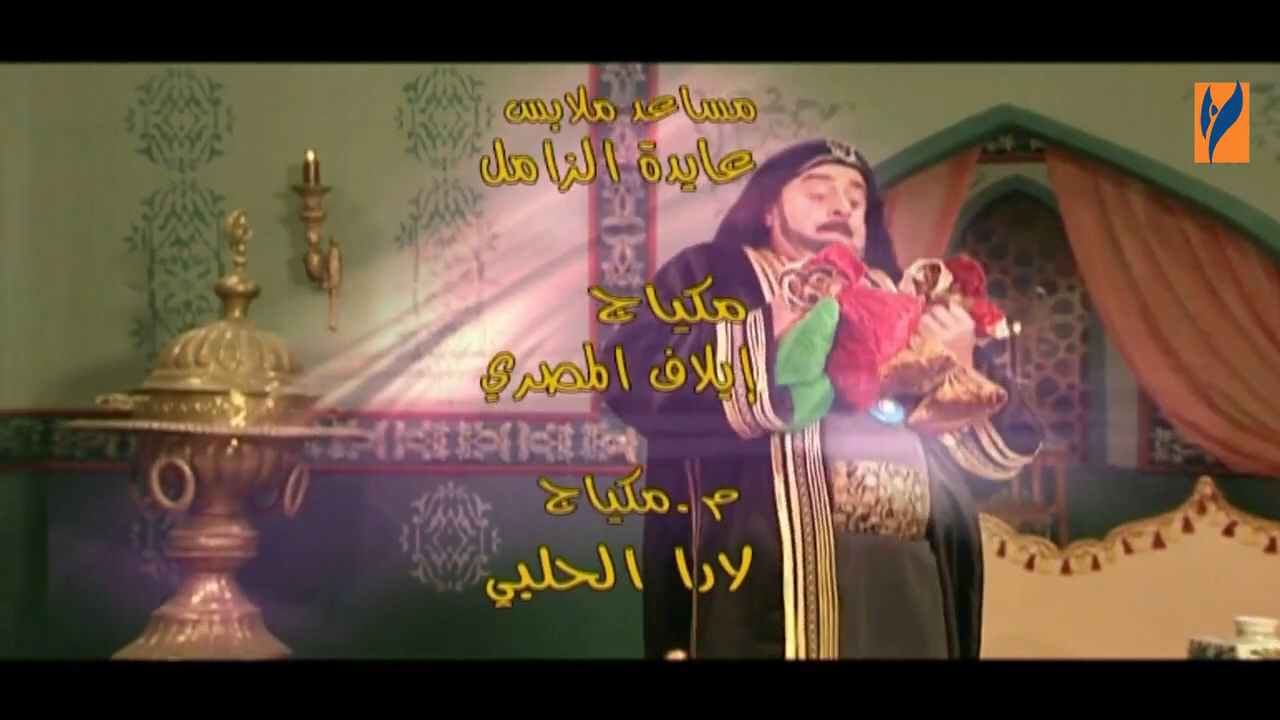 مساعد ملابس
عايدة الزامل
مكياج
إيلاف المصري
م.مكياج
لارا الحلبي